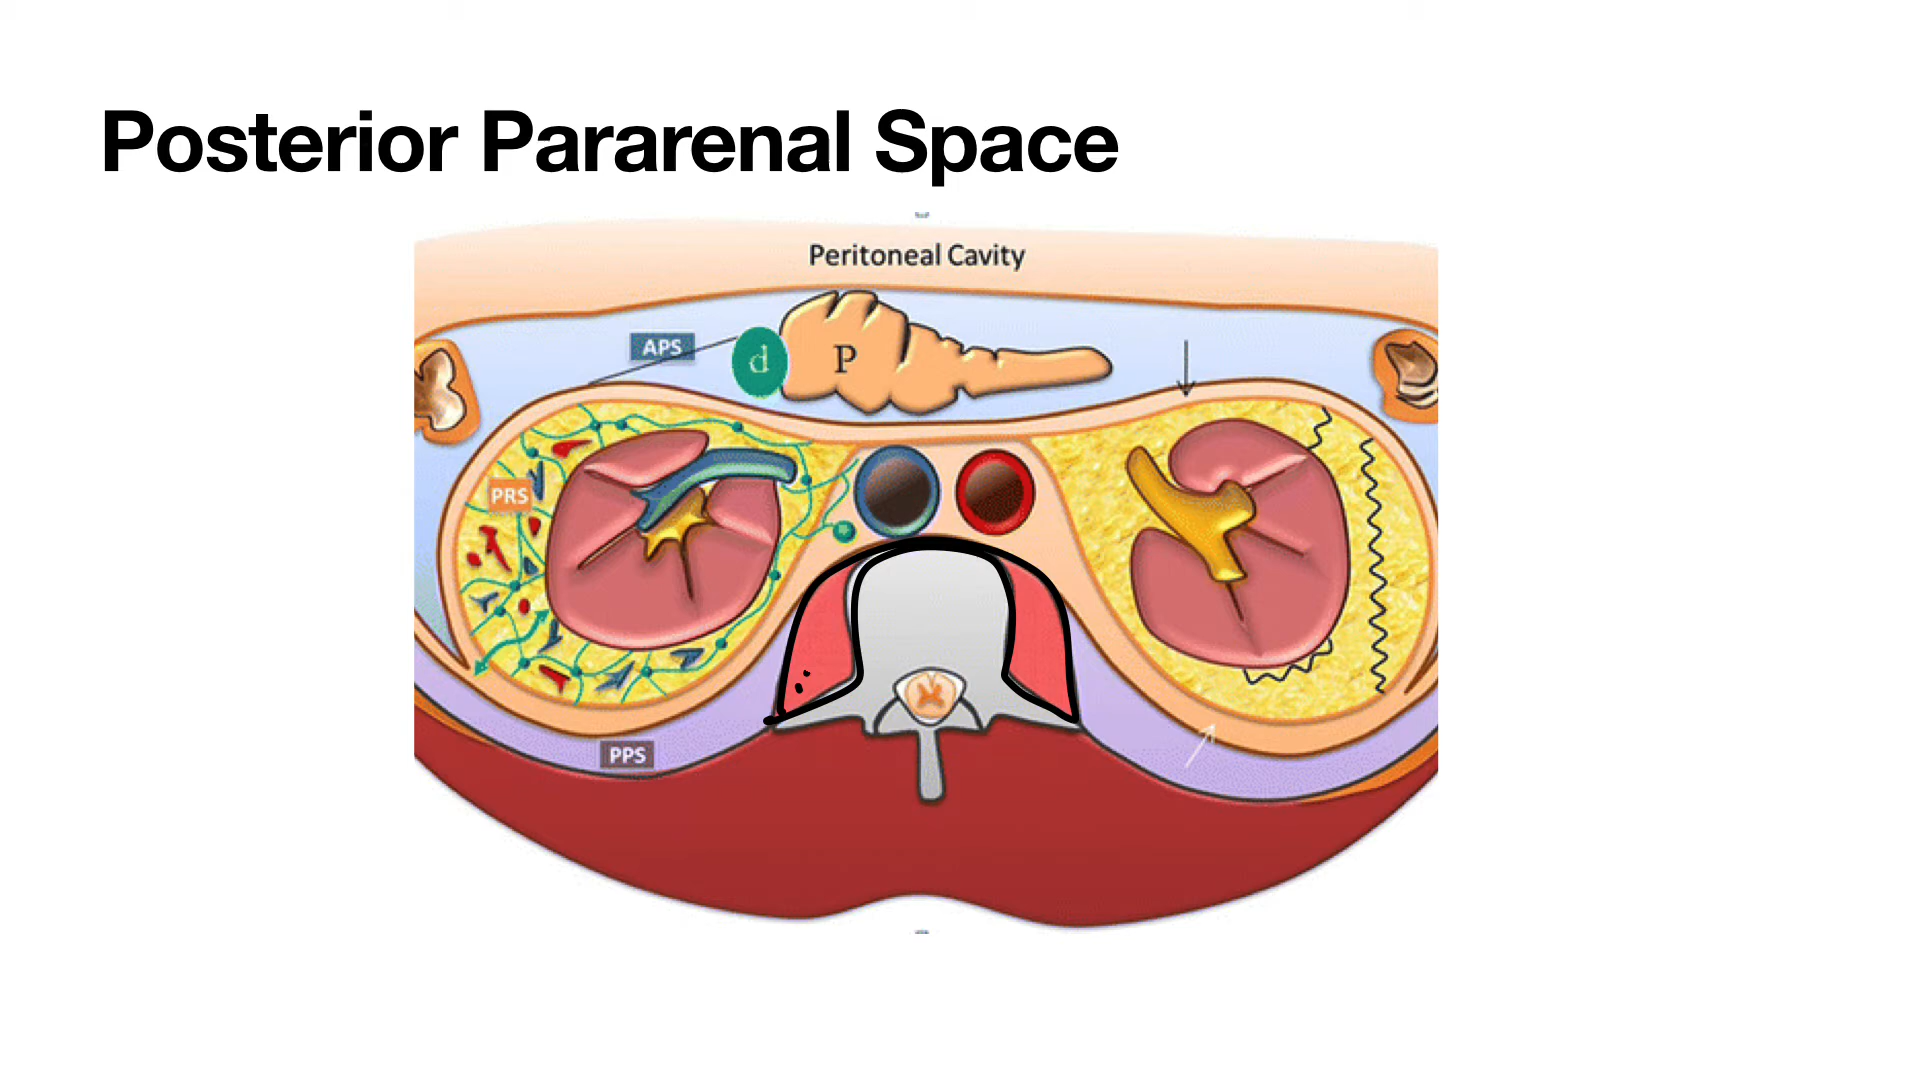 Posterior Pararenal Space
Peritoneal Cavity
APS
d
P
PRS
PPS